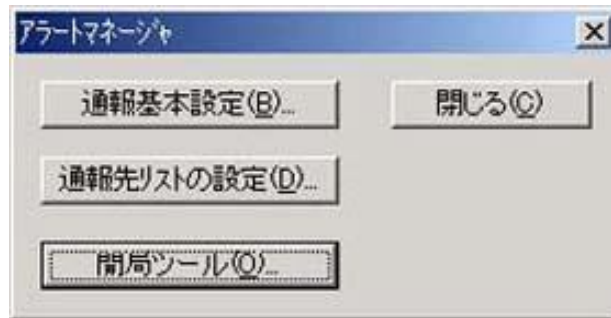 アラートマネージャ
通報基本設定(B)...
閉じる(C)
通報先リストの設定(D)...
開局ツール(O)...